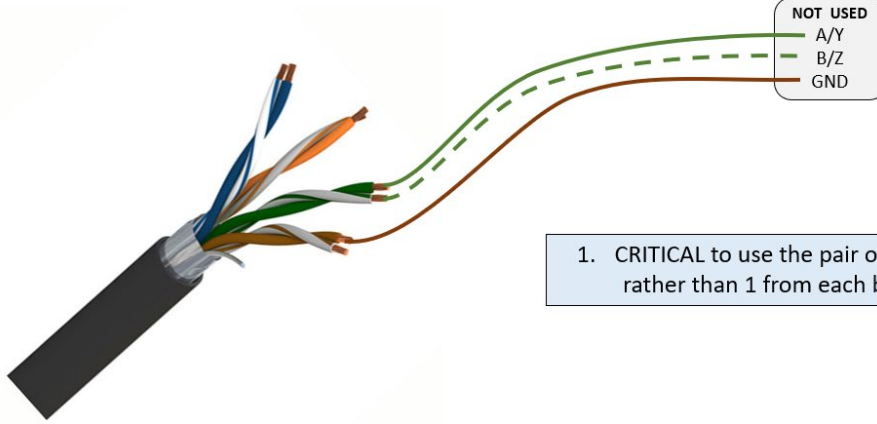 NOT USED
A/Y
B/Z
GND
1. CRITICAL to use the pair o
rather than 1 from each b